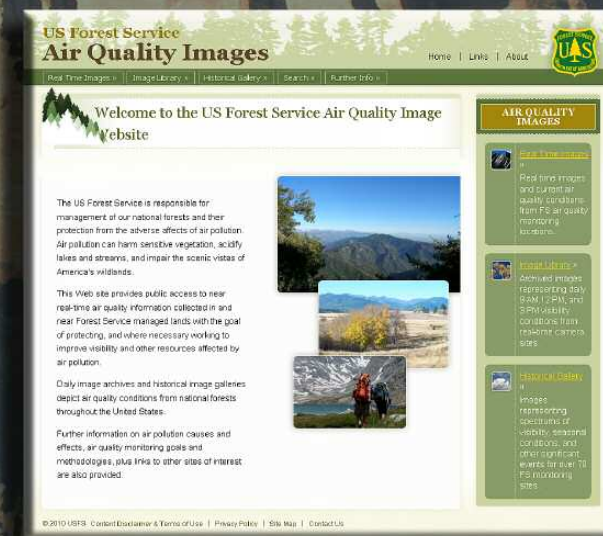 US Forest Service
Air Quality Images
Home | Links | About
Real Time Images » | Image Library » | Historical Gallery » | Search » | Further Info »
Welcome to the US Forest Service Air Quality Image
Website
The US Forest Service is responsible for
management of our national forests and their
protection from the adverse affects of air pollution.
Air pollution can harm sensitive vegetation, acidify
lakes and streams, and impair the scenic vistas of
America's wildlands.
This Web site provides public access to near
real-time air quality information collected in and
near Forest Service managed lands with the goal
of protecting, and where necessary working to
improve visibility and other resources affected by
air pollution.
Daily image archives and historical image galleries
depict air quality conditions from national forests
throughout the United States.
Further information on air pollution causes and
effects, air quality monitoring goals and
methodologies, plus links to other sites of interest
are also provided.
AIR QUALITY
IMAGES
»
Real time images
and current air
quality conditions
from FS air quality
monitoring
locations.
Image Library »
Archived images
representing daily
9 AM,12 PM, and
3 PM visibility
conditions from
real-time camera
sites.
Historical Gallery
»
Images
representing
spectrums of
visibility, seasonal
conditions, and
other significant
events for over 70
FS monitoring
sites.
©2010 USFS Content Disclaimer & Terms of Use | Privacy Policy | Site Map | Contact Us
UAS